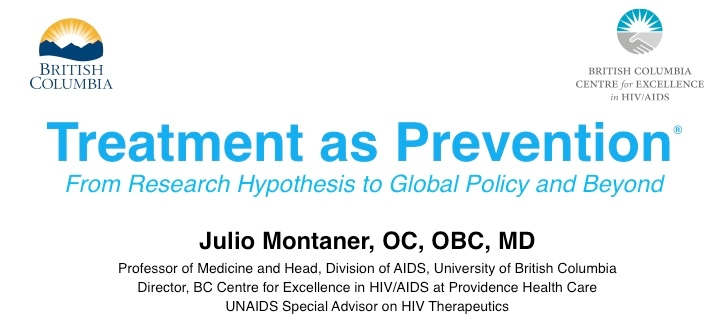 BRITISH
COLUMBIA
BRITISH COLUMBIA
CENTRE for EXCELLENCE
in HIV/AIDS
Treatment as Prevention®
From Research Hypothesis to Global Policy and Beyond
Julio Montaner, OC, OBC, MD
Professor of Medicine and Head, Division of AIDS, University of British Columbia
Director, BC Centre for Excellence in HIV/AIDS at Providence Health Care
UNAIDS Special Advisor on HIV Therapeutics